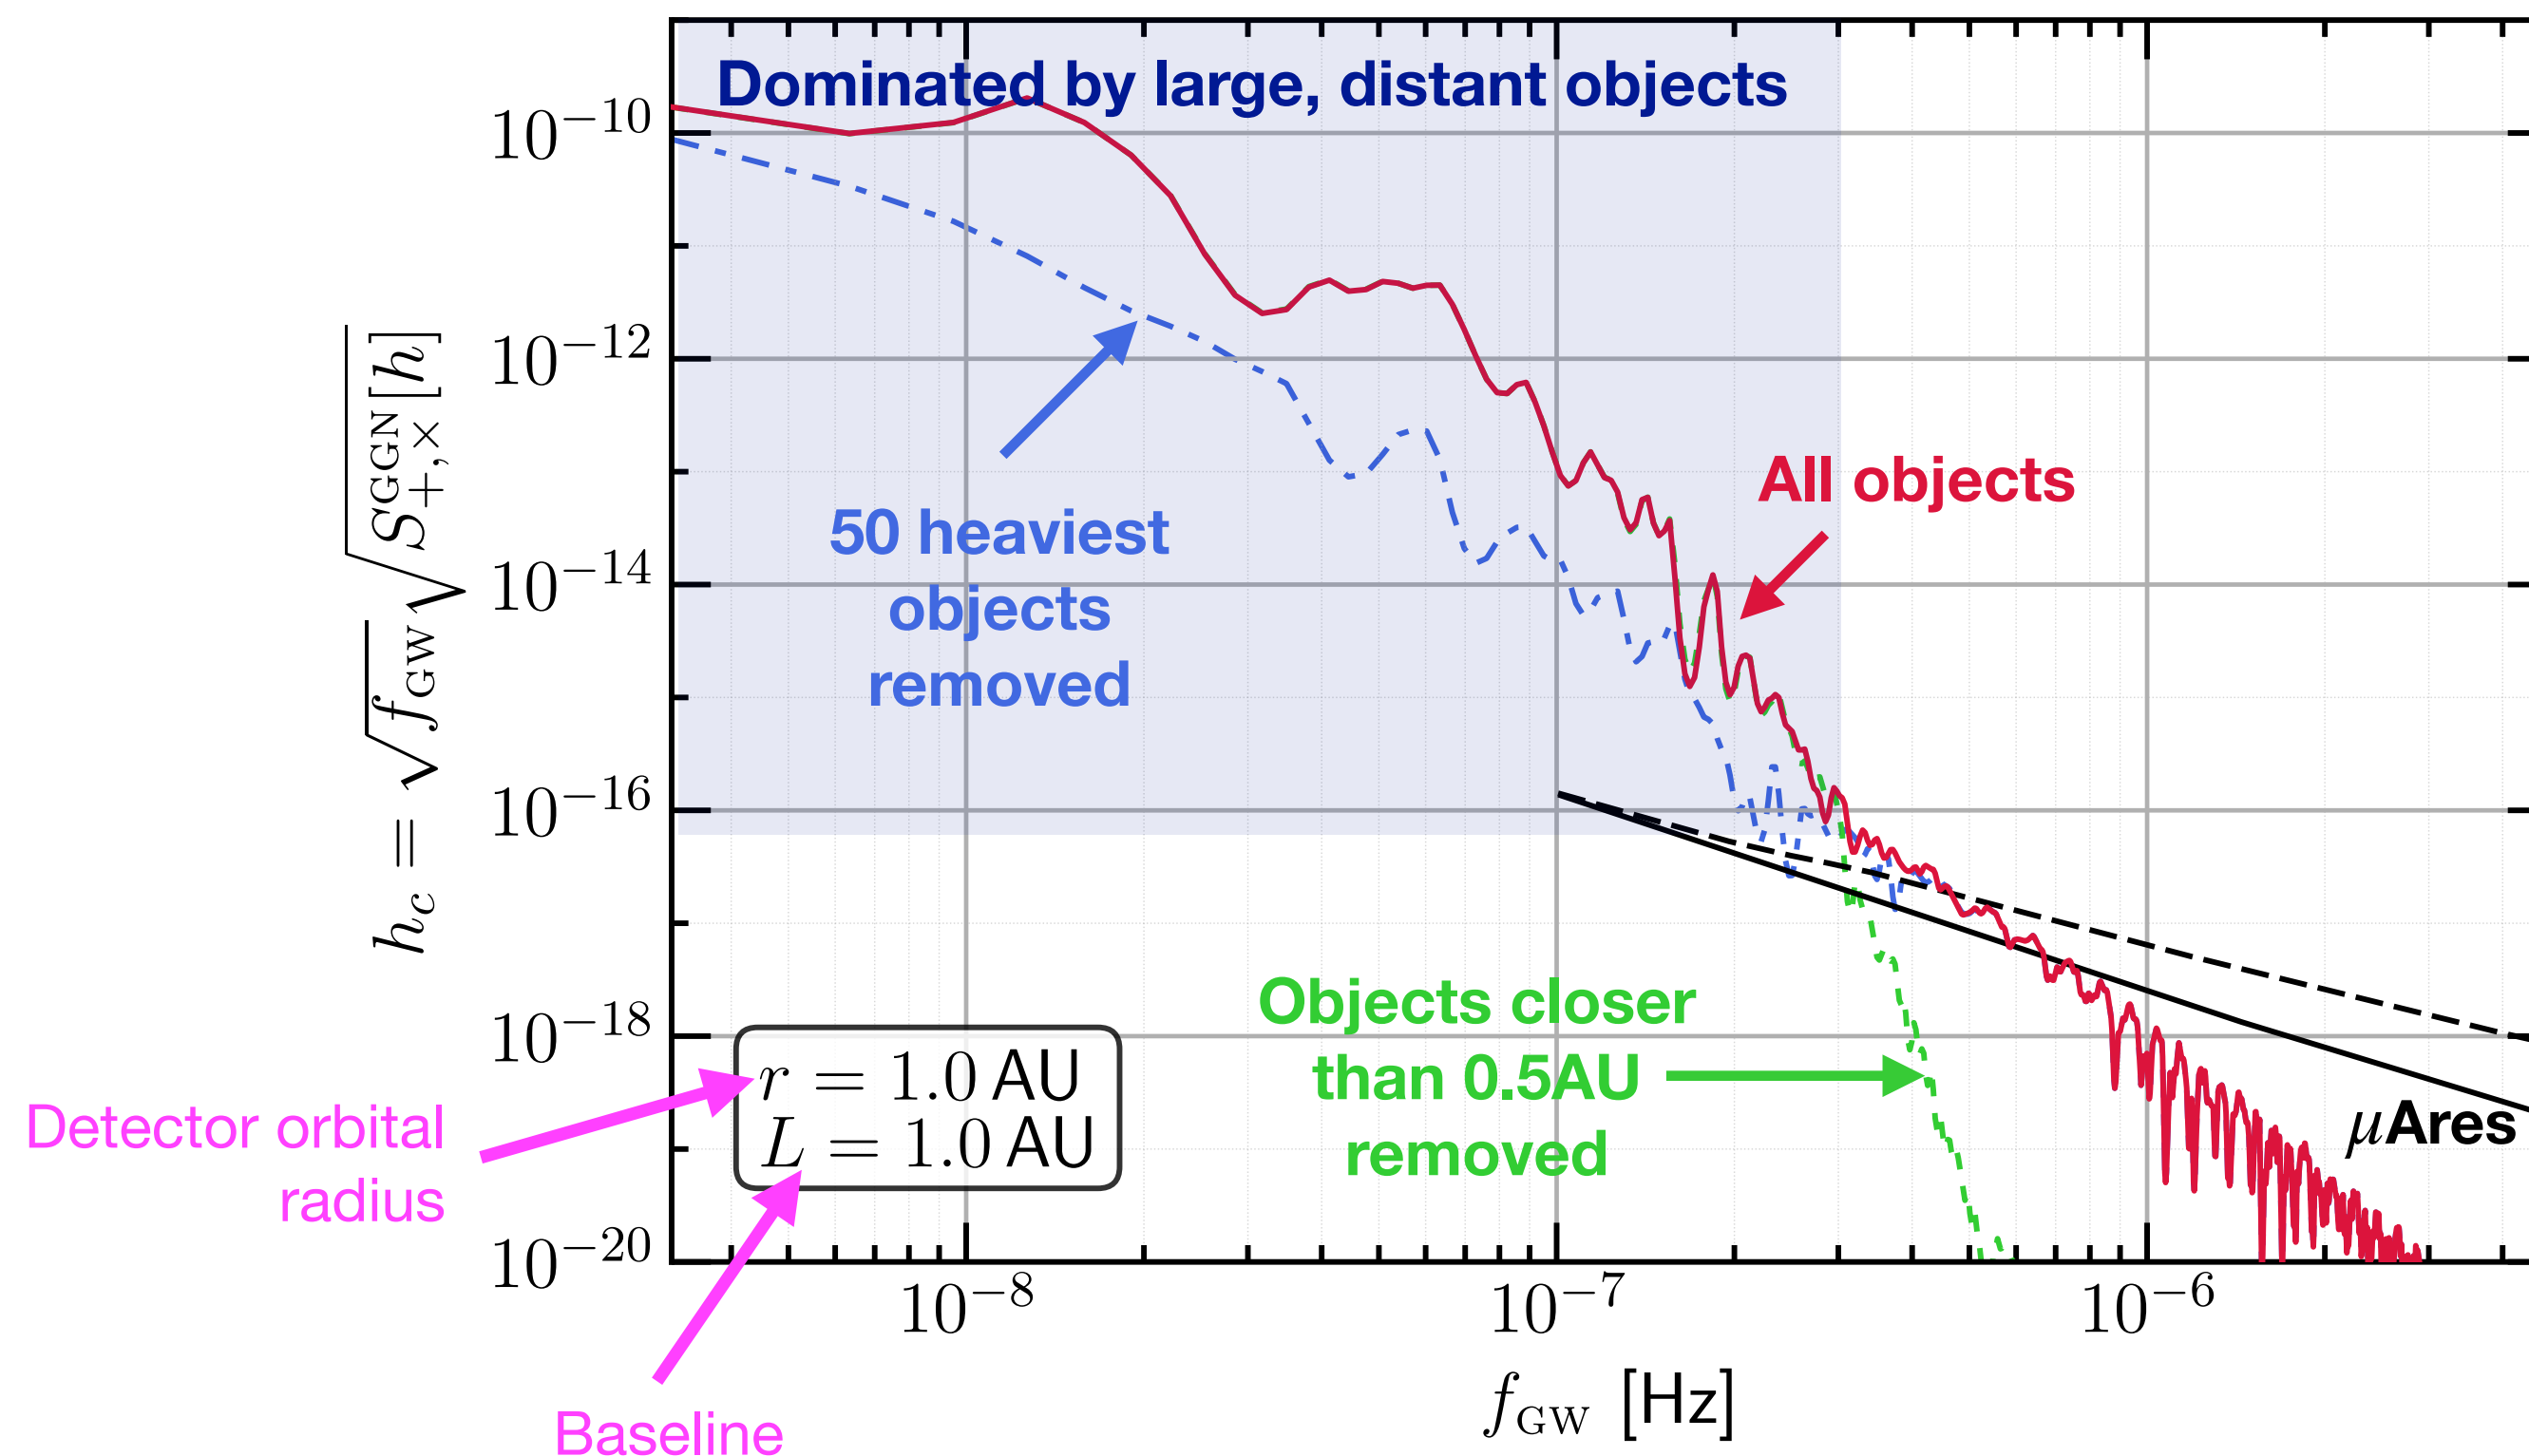 Dominated by large, distant objects
10⁻¹⁰
10⁻¹²
10⁻¹⁴
10⁻¹⁶
10⁻¹⁸
10⁻²⁰
h_c = √f_GW √S^GGN_+,×[h]
50 heaviest
objects
removed
All objects
Objects closer
than 0.5AU
removed
r = 1.0 AU
L = 1.0 AU
Detector orbital
radius
μAres
10⁻⁸
10⁻⁷
10⁻⁶
f_GW [Hz]
Baseline